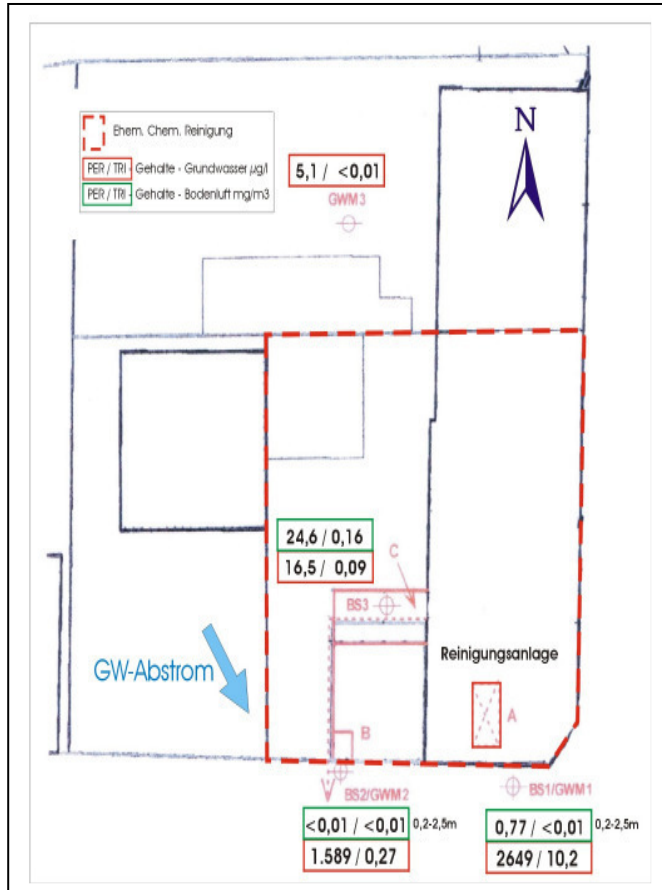 Ehem. Chem. Reinigung
PER / TRI - Gehalte - Grundwasser µg/l
PER / TRI - Gehalte - Bodenluft mg/m3
N
5,1 / <0,01
GWM3
24,6 / 0,16
16,5 / 0,09
C
BS3
Reinigungsanlage
GW-Abstrom
A
B
BS2/GWM2
BS1/GWM1
<0,01 / <0,01 0,2-2,5m
0,77 / <0,01 0,2-2,5m
1.589 / 0,27
2649 / 10,2